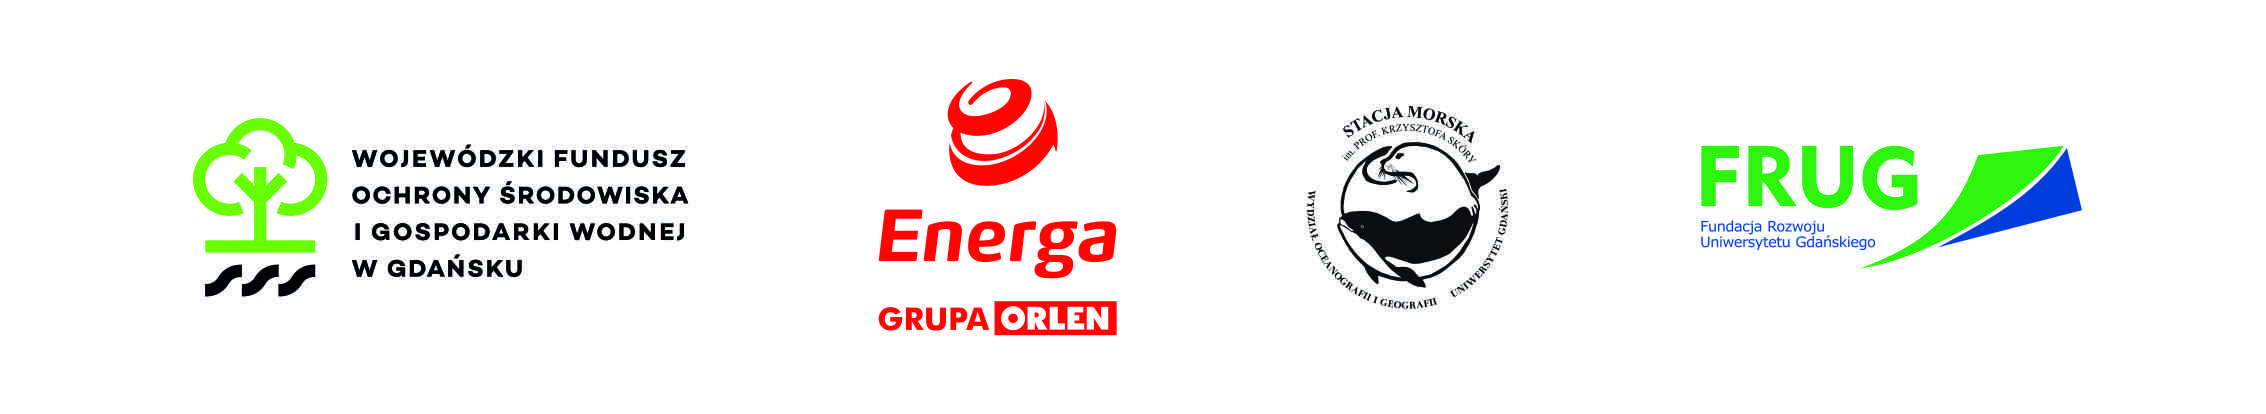 WOJEWÓDZKI FUNDUSZ
OCHRONY ŚRODOWISKA
I GOSPODARKI WODNEJ
W GDAŃSKU
Energa
GRUPA ORLEN
STACJA MORSKA
im. PROF. KRZYSZTOFA SKÓRY
WYDZIAŁ OCEANOGRAFII I GEOGRAFII
UNIWERSYTET GDAŃSKI
FRUG
Fundacja Rozwoju
Uniwersytetu Gdańskiego